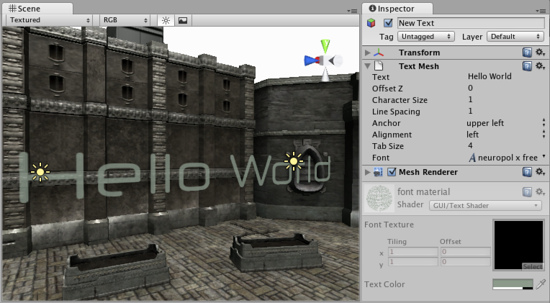 Scene
Inspector
Textured
RGB
New Text
Tag Untagged Layer Default
Transform
Text Mesh
Text Hello World
Offset Z 0
Character Size 1
Line Spacing 1
Anchor upper left
Alignment left
Tab Size 4
Font neuropol x free
Mesh Renderer
font material
Shader GUI/Text Shader
Font Texture
Tiling Offset
x 1 0
y 1 0
Select
Text Color
Hello World